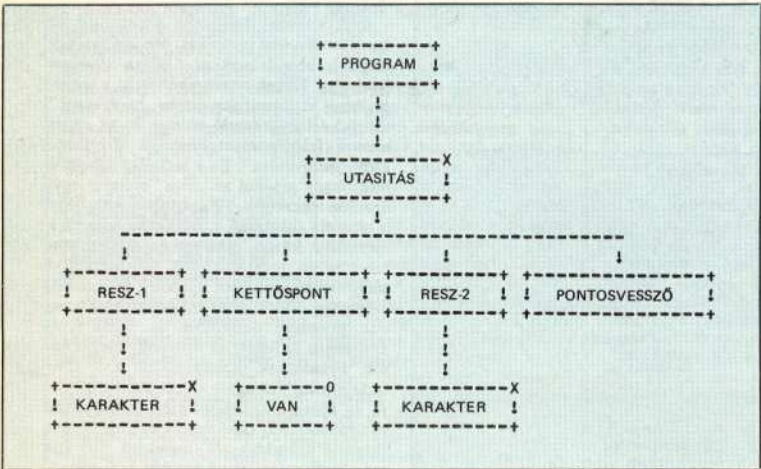 PROGRAM
UTASITÁS
RESZ-1 KETTŐSPONT RESZ-2 PONTOSVESSZŐ
KARAKTER VAN KARAKTER